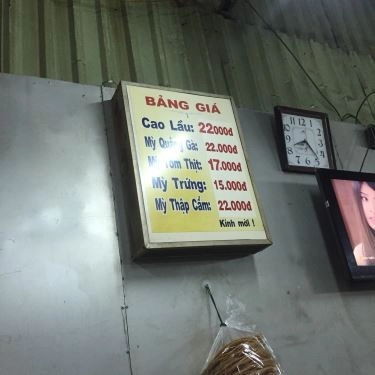 BẢNG GIÁ
Cao Lầu: 22.000đ
Mỳ Quảng Gà: 22.000đ
Mỳ Tôm Thịt: 17.000đ
Mỳ Trứng: 15.000đ
Mỳ Thập Cẩm: 22.000đ
Kính mời !